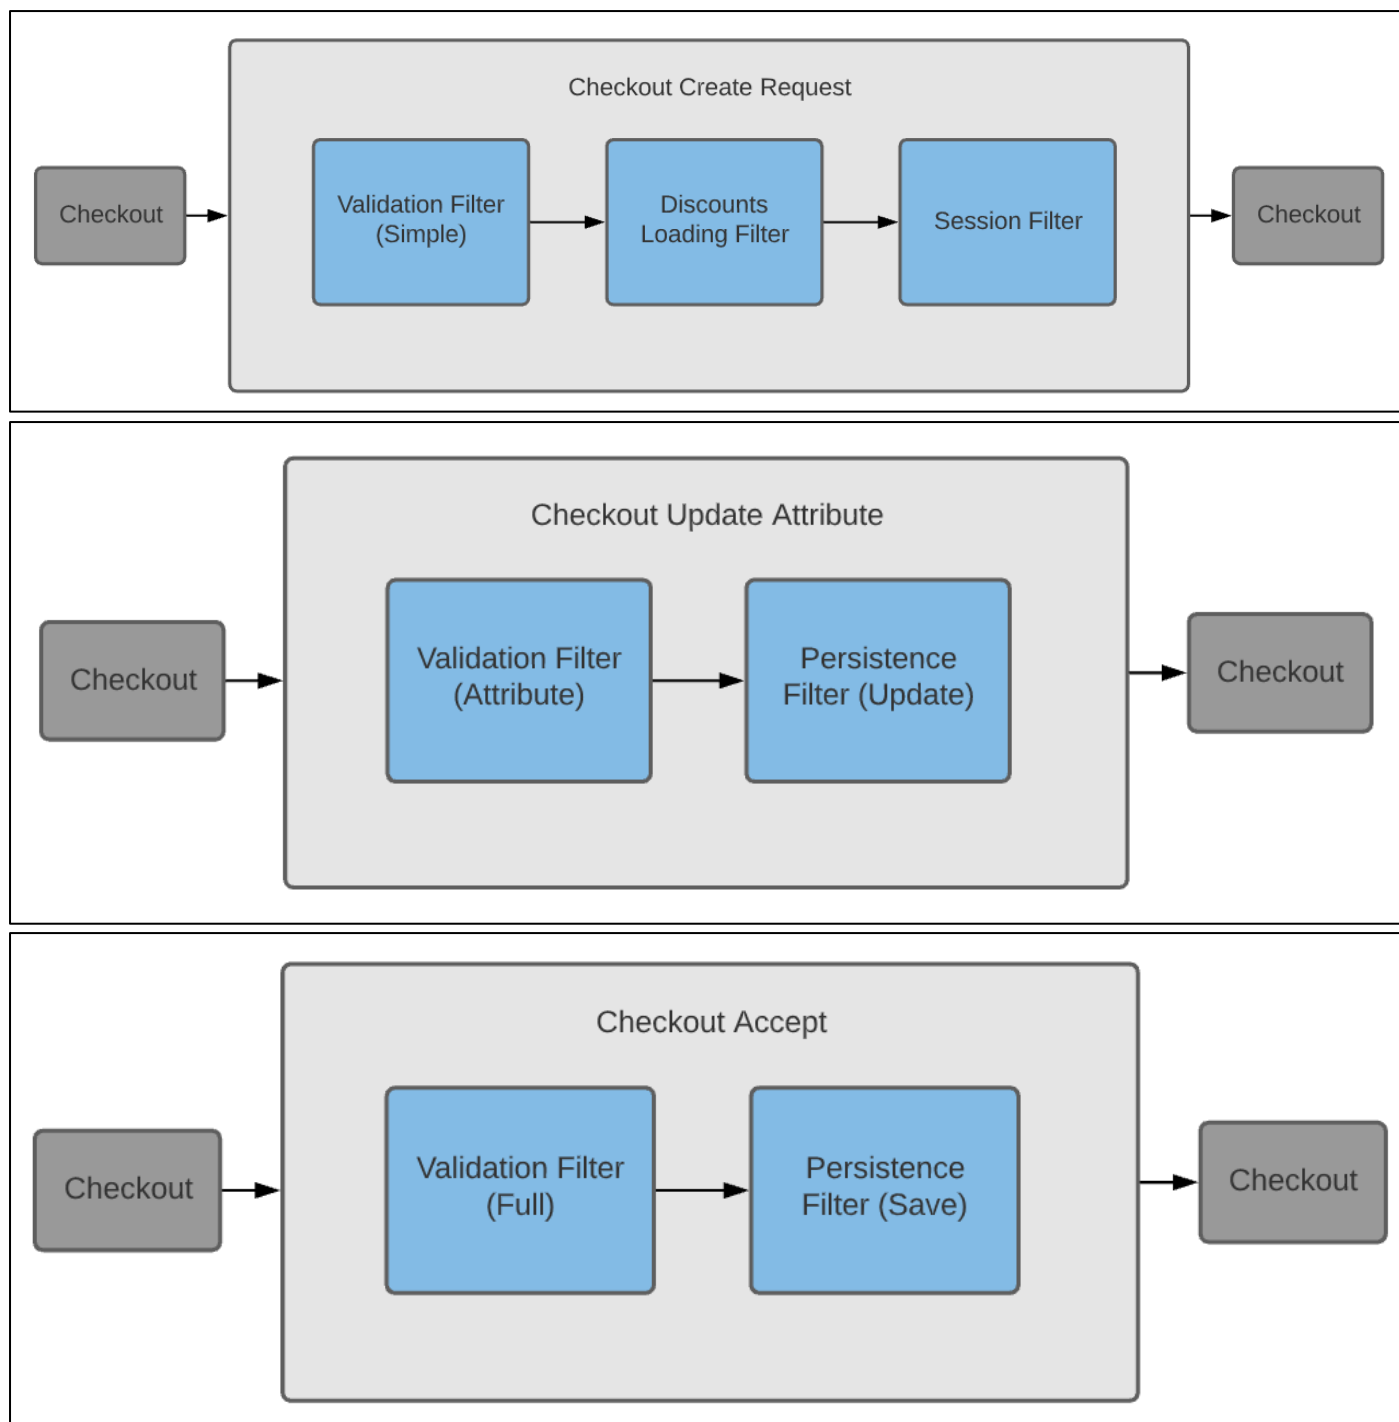 Checkout Create Request
Checkout
Validation Filter
(Simple)
Discounts
Loading Filter
Session Filter
Checkout
Checkout Update Attribute
Checkout
Validation Filter
(Attribute)
Persistence
Filter (Update)
Checkout
Checkout Accept
Checkout
Validation Filter
(Full)
Persistence
Filter (Save)
Checkout